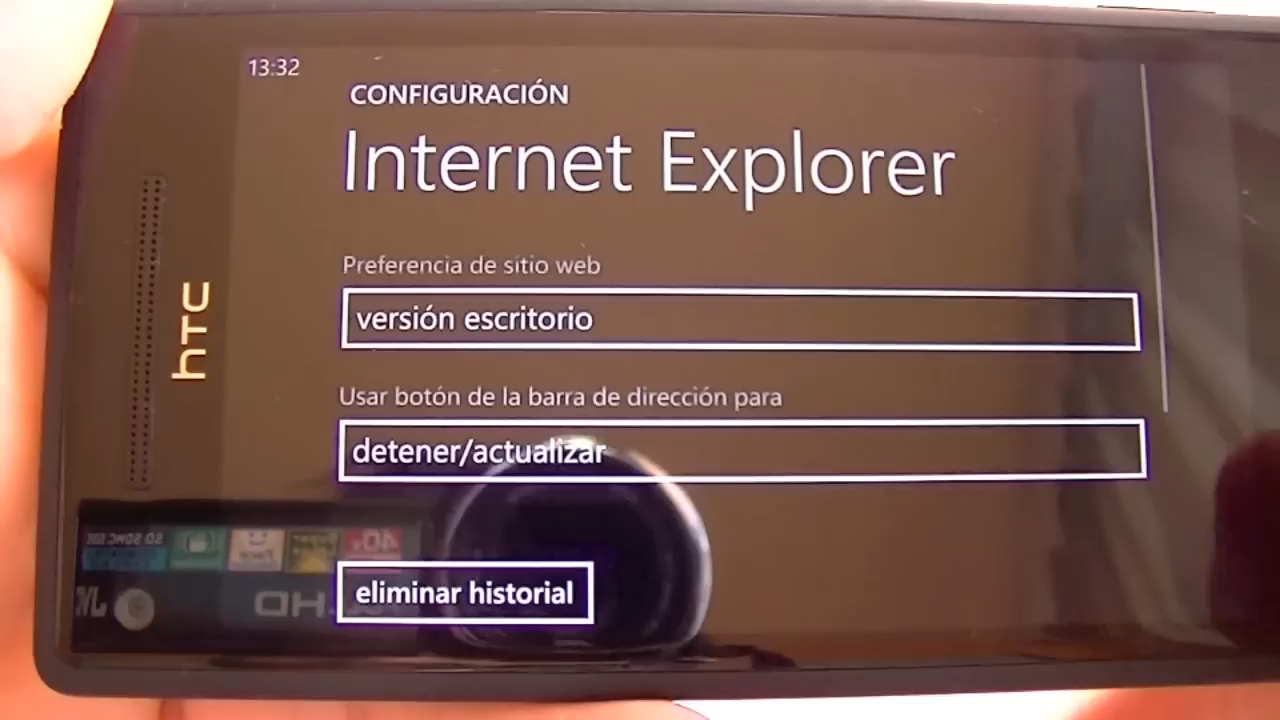 13:32
CONFIGURACIÓN
Internet Explorer
Preferencia de sitio web
versión escritorio
Usar botón de la barra de dirección para
detener/actualizar
eliminar historial
hTC